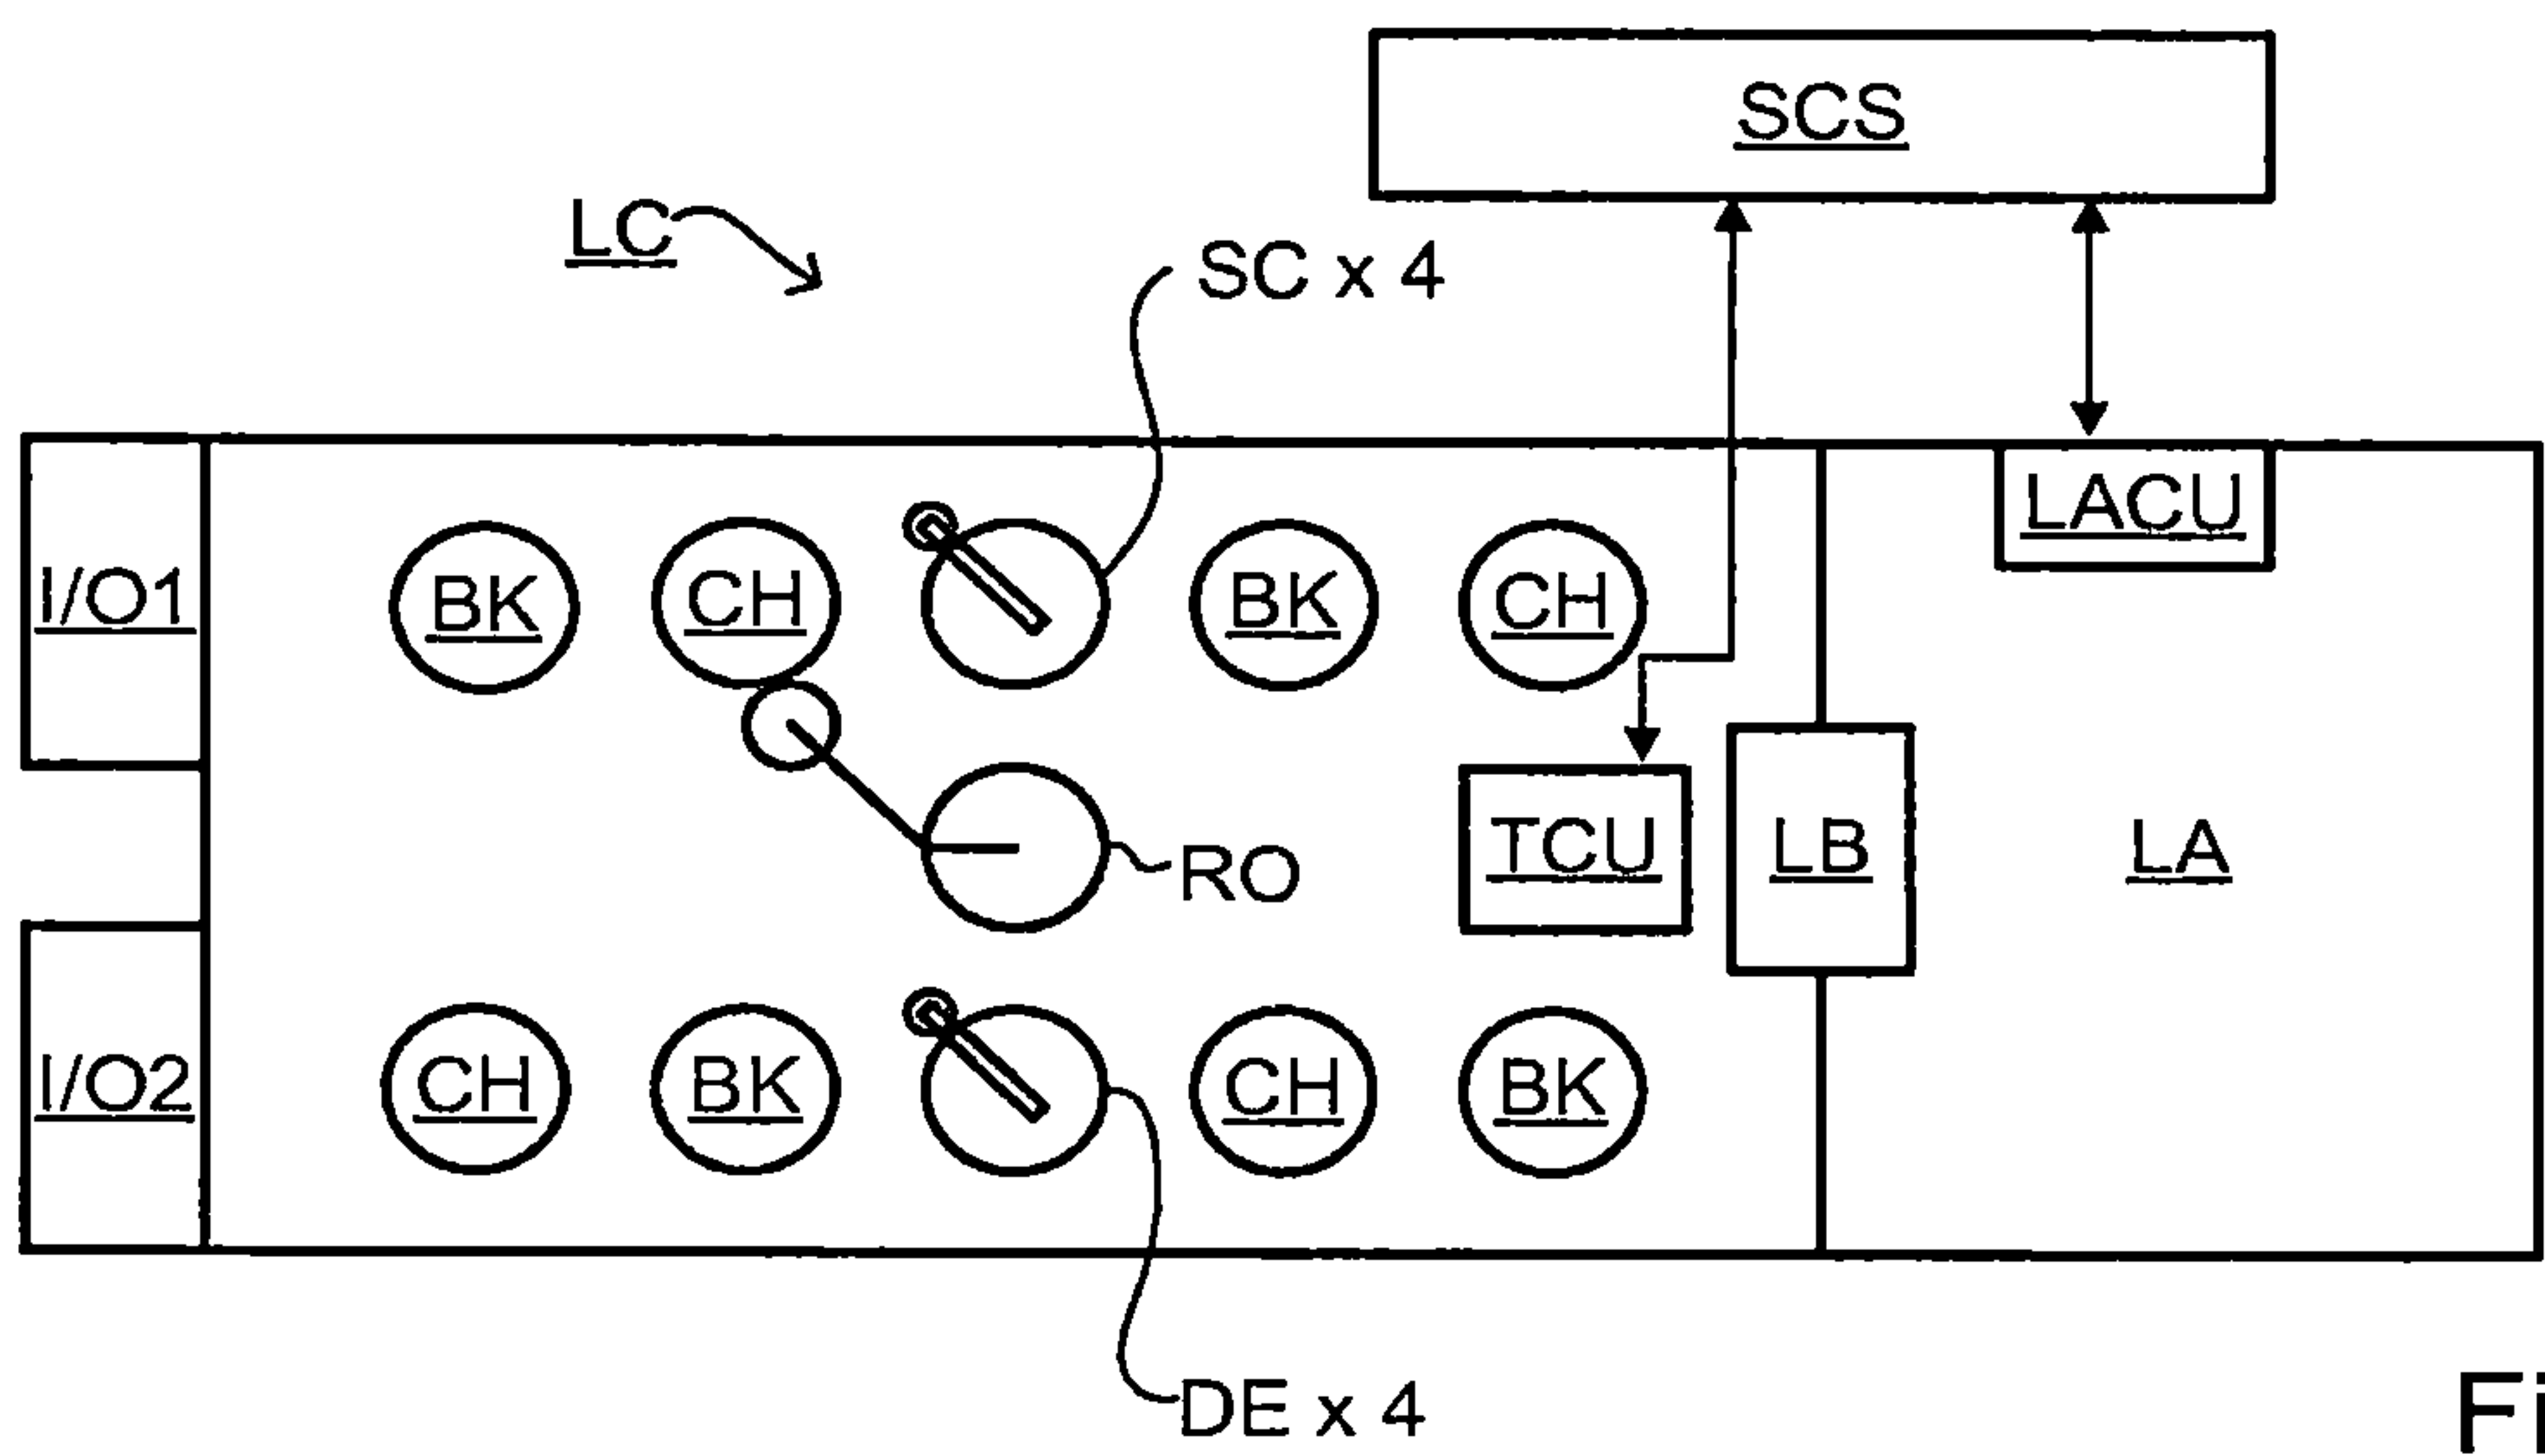 SCS
LC
SC x 4
LACU
I/O1
BK
CH
BK
CH
RO
TCU
LB
LA
I/O2
CH
BK
CH
BK
DE x 4
Fi